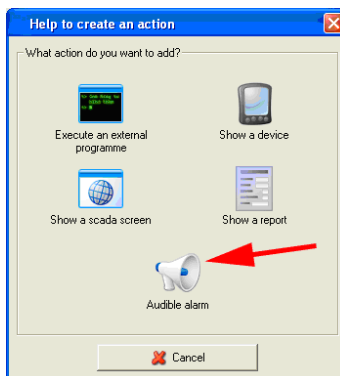 Help to create an action
What action do you want to add?
Execute an external
programme
Show a device
Show a scada screen
Show a report
Audible alarm
Cancel